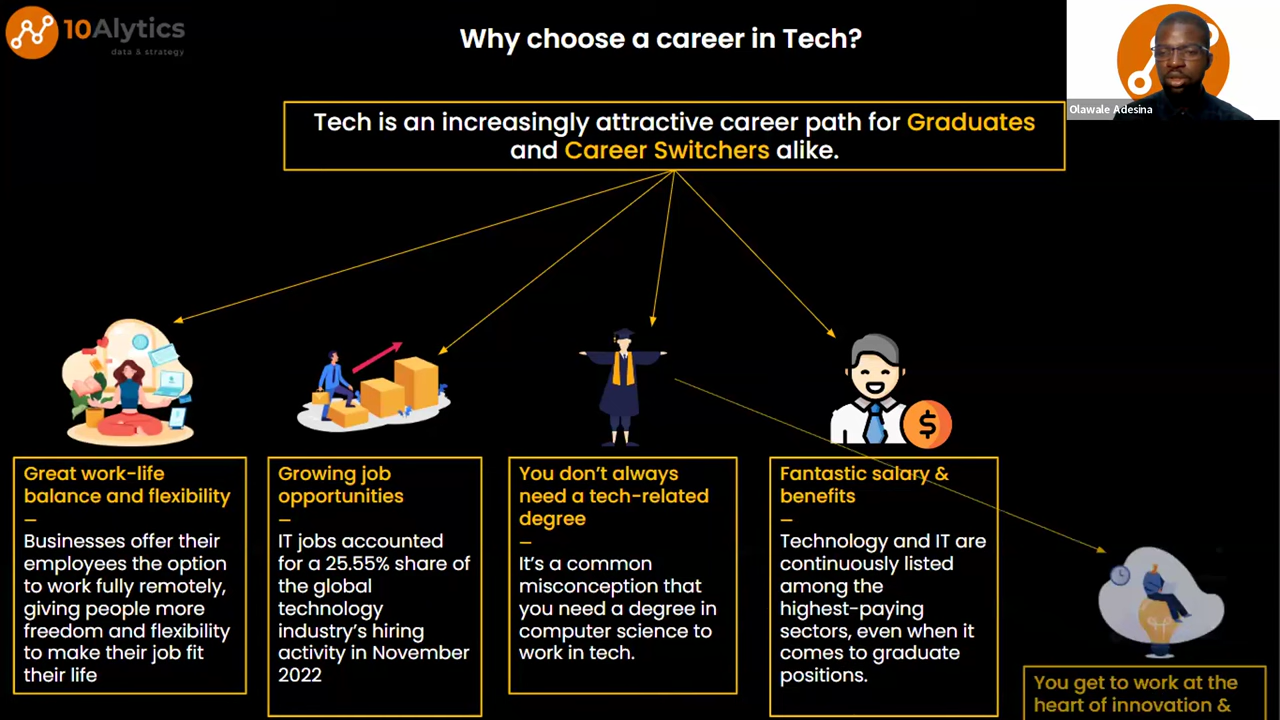 10Alytics
data & strategy
Why choose a career in Tech?
Olawale Adesina
Tech is an increasingly attractive career path for Graduates
and Career Switchers alike.
Great work-life
balance and flexibility
–
Businesses offer their
employees the option
to work fully remotely,
giving people more
freedom and flexibility
to make their job fit
their life
Growing job
opportunities
–
IT jobs accounted
for a 25.55% share of
the global
technology
industry’s hiring
activity in November
2022
You don’t always
need a tech-related
degree
–
It’s a common
misconception that
you need a degree in
computer science to
work in tech.
Fantastic salary &
benefits
–
Technology and IT are
continuously listed
among the
highest-paying
sectors, even when it
comes to graduate
positions.
You get to work at the
heart of innovation &